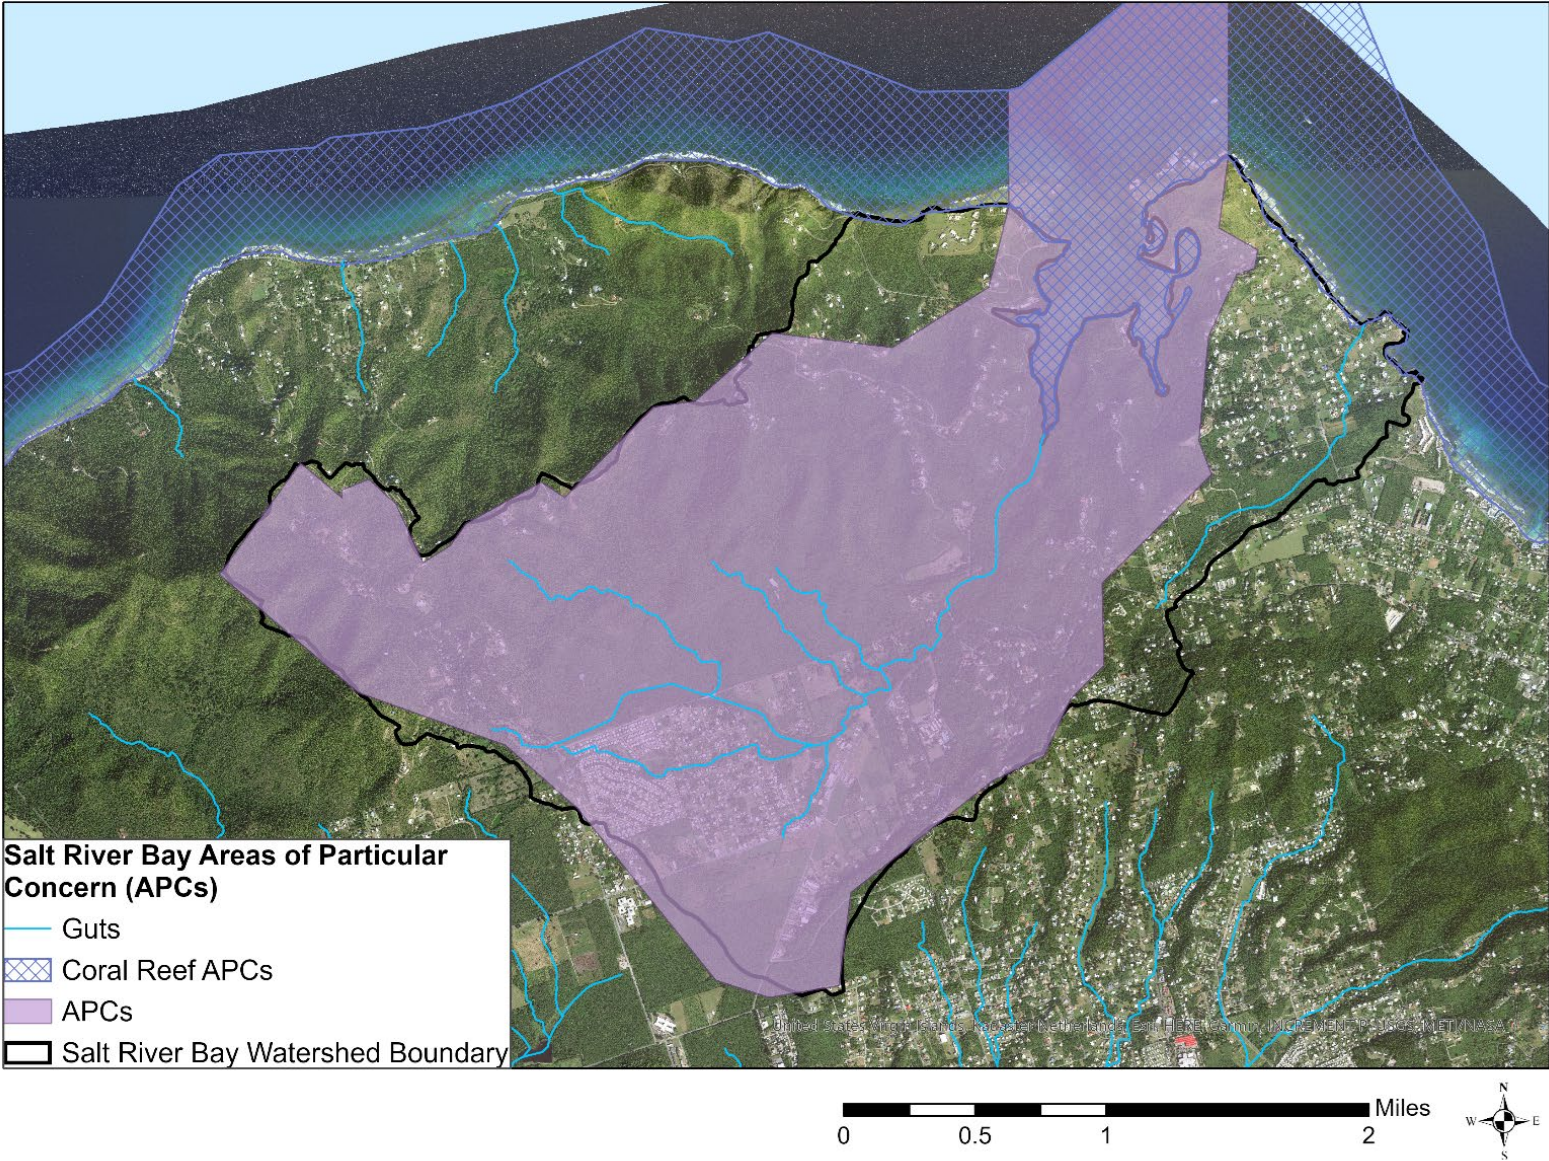 Salt River Bay Areas of Particular
Concern (APCs)
Guts
Coral Reef APCs
APCs
Salt River Bay Watershed Boundary
Miles
0 0.5 1 2
N
W E
S